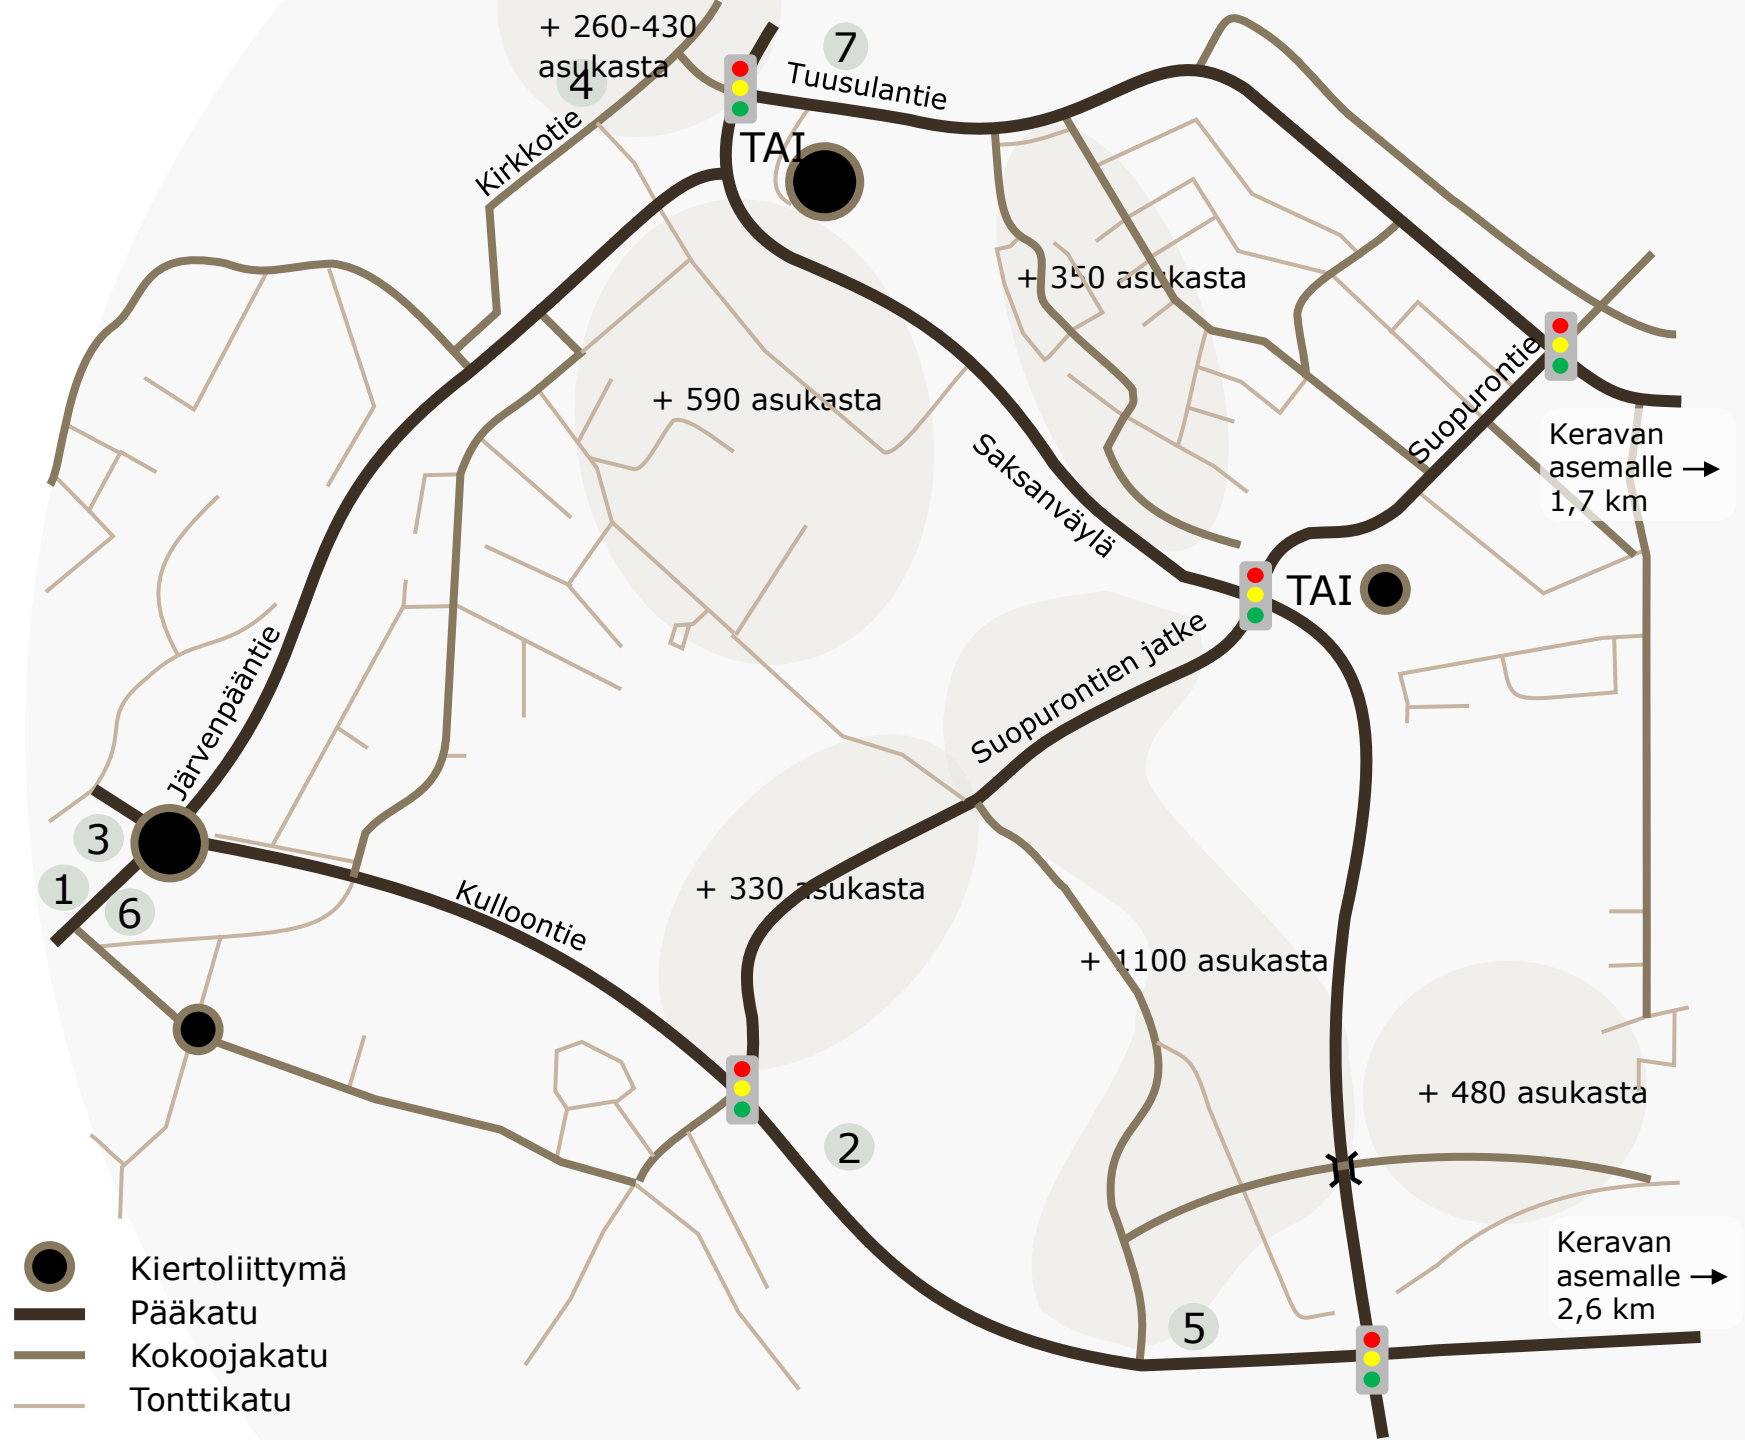 + 260-430
asukasta
4
7
Tuusulantie
Kirkkotie
TAI
+ 350 asukasta
Suopurontie
+ 590 asukasta
Keravan
asemalle →
1,7 km
Saksanväylä
TAI
Suopurontien jatke
Järvenpääntie
3
1
6
+ 330 asukasta
Kulloontie
+ 1100 asukasta
+ 480 asukasta
2
Keravan
asemalle →
2,6 km
5
Kiertoliittymä
Pääkatu
Kokoojakatu
Tonttikatu